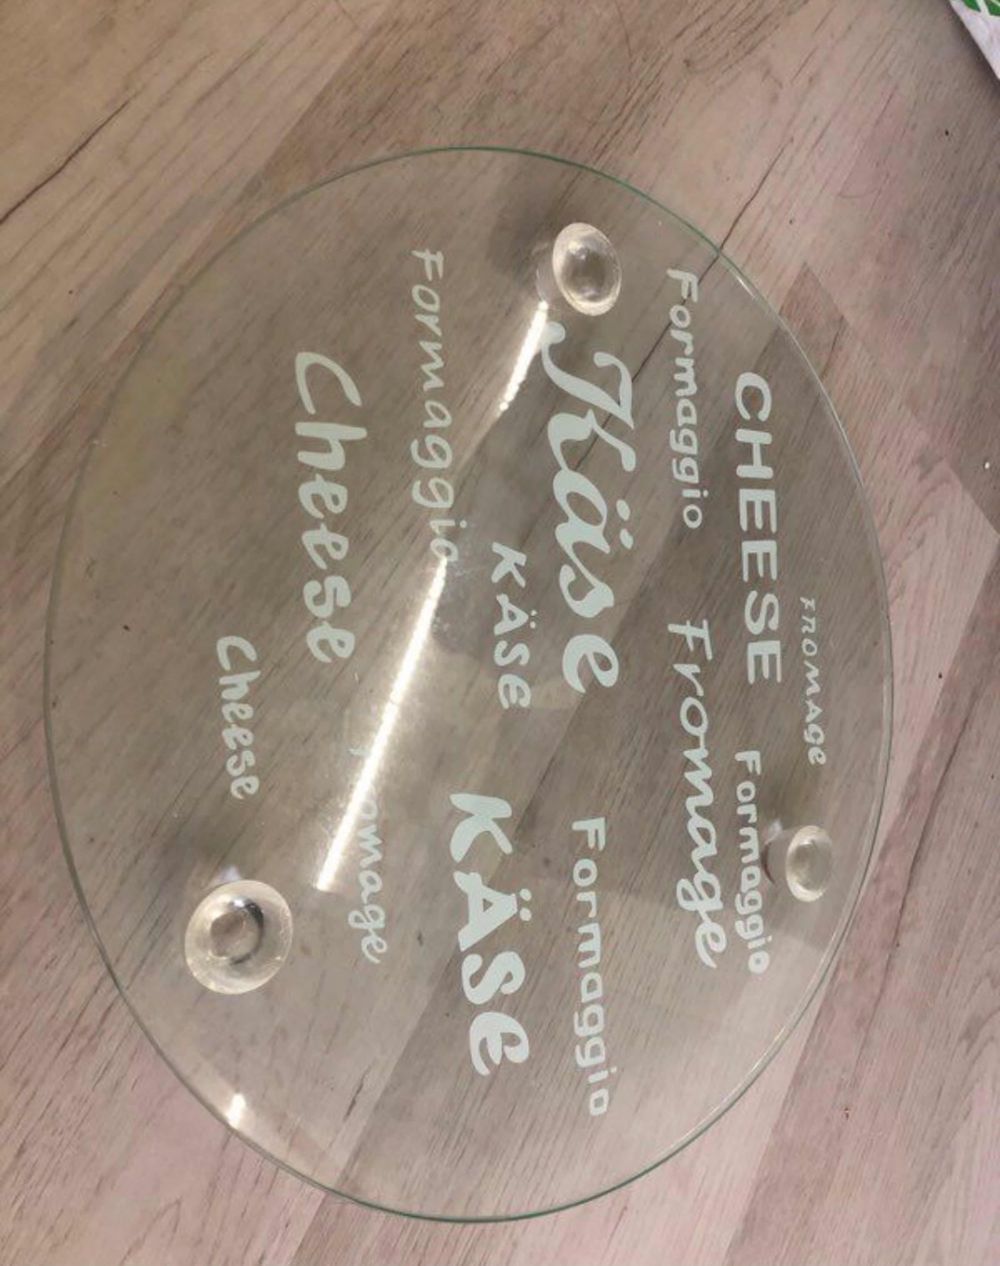 FROMAGE
CHEESE Formaggio
Formaggio Fromage
Käse Formaggio
KÄSE KÄSE
Formaggio
Fromage
Cheese
Cheese